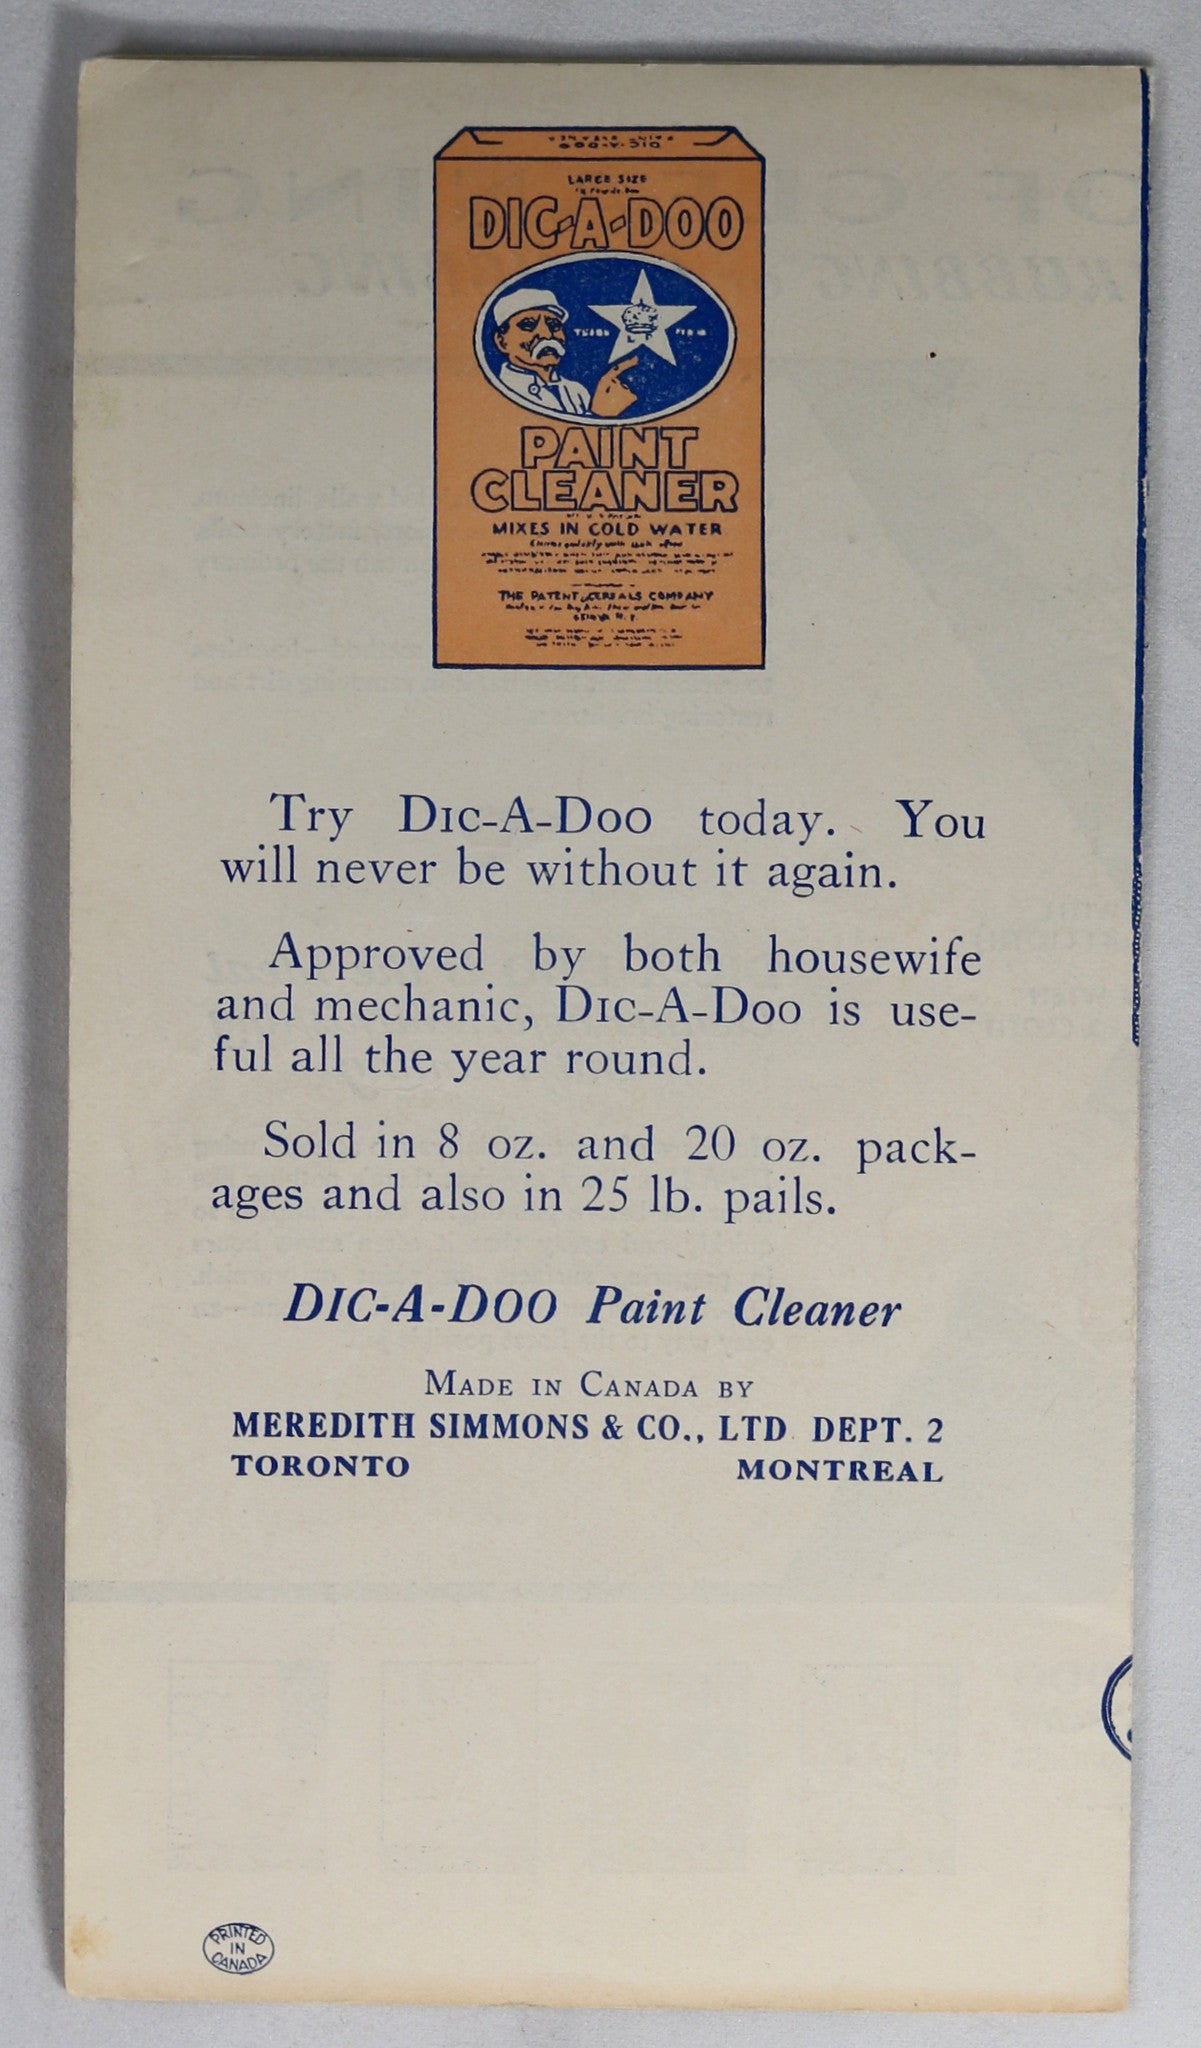 DIC-A-DOO
LARGE SIZE
DIC-A-DOO
PAINT
CLEANER
MIXES IN COLD WATER
THE PATENT CEREALS COMPANY
GENEVA N.Y.
Try Dic-A-Doo today. You
will never be without it again.
Approved by both housewife
and mechanic, Dic-A-Doo is use-
ful all the year round.
Sold in 8 oz. and 20 oz. pack-
ages and also in 25 lb. pails.
DIC-A-DOO Paint Cleaner
Made in Canada by
MEREDITH SIMMONS & CO., LTD. DEPT. 2
TORONTO MONTREAL
PRINTED
IN
CANADA